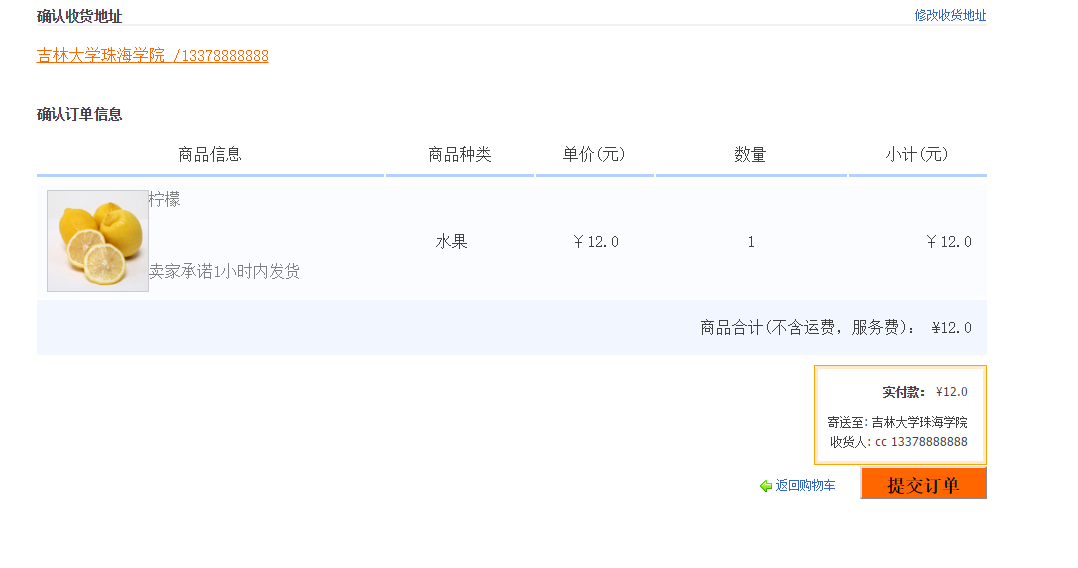 确认收货地址 修改收货地址
吉林大学珠海学院 /13378888888
确认订单信息
商品信息 商品种类 单价(元) 数量 小计(元)
柠檬
水果 ￥12.0 1 ￥12.0
卖家承诺1小时内发货
商品合计(不含运费，服务费)： ¥12.0
实付款： ¥12.0
寄送至: 吉林大学珠海学院
收货人: cc 13378888888
返回购物车 提交订单